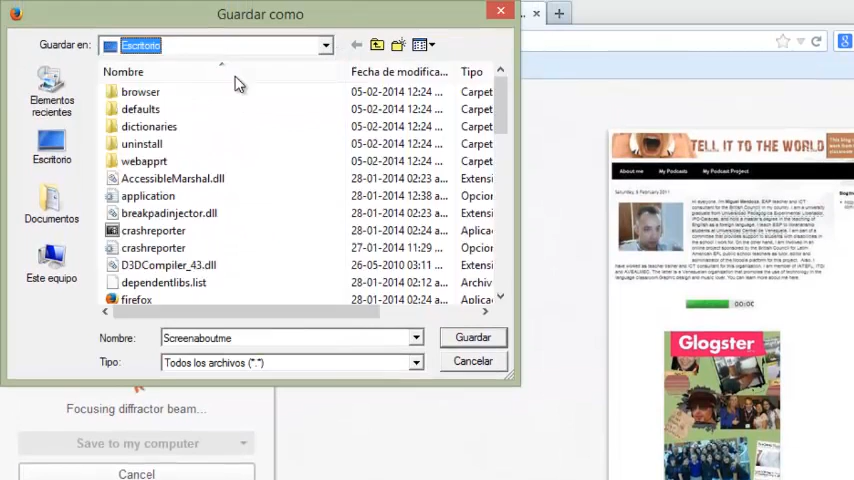 Guardar como
Guardar en:
Escritorio
Nombre
Fecha de modifica...
Tipo
browser
05-02-2014 12:24 ...
Carpet
defaults
05-02-2014 12:24 ...
Carpet
dictionaries
05-02-2014 12:24 ...
Carpet
uninstall
05-02-2014 12:24 ...
Carpet
webapprt
05-02-2014 12:24 ...
Carpet
AccessibleMarshal.dll
28-01-2014 02:23 ...
Extensi
application
28-01-2014 12:38 ...
Opcion
breakpadinjector.dll
28-01-2014 02:23 ...
Extensi
crashreporter
28-01-2014 02:24 ...
Aplica
crashreporter
27-01-2014 11:29 ...
Opcion
D3DCompiler_43.dll
26-05-2010 03:11 ...
Extensi
dependentlibs.list
28-01-2014 02:22 ...
Archiv
firefox
28-01-2014 02:24 ...
Aplica
Elementos
recientes
Escritorio
Documentos
Este equipo
Nombre:
Screenaboutme
Guardar
Tipo:
Todos los archivos (*.*)
Cancelar
Focusing diffractor beam...
Save to my computer
Cancel
TELL IT TO THE WORLD
About me
My Podcasts
My Podcast Project
Saturday, 5 February 2011
00:00
Glogster